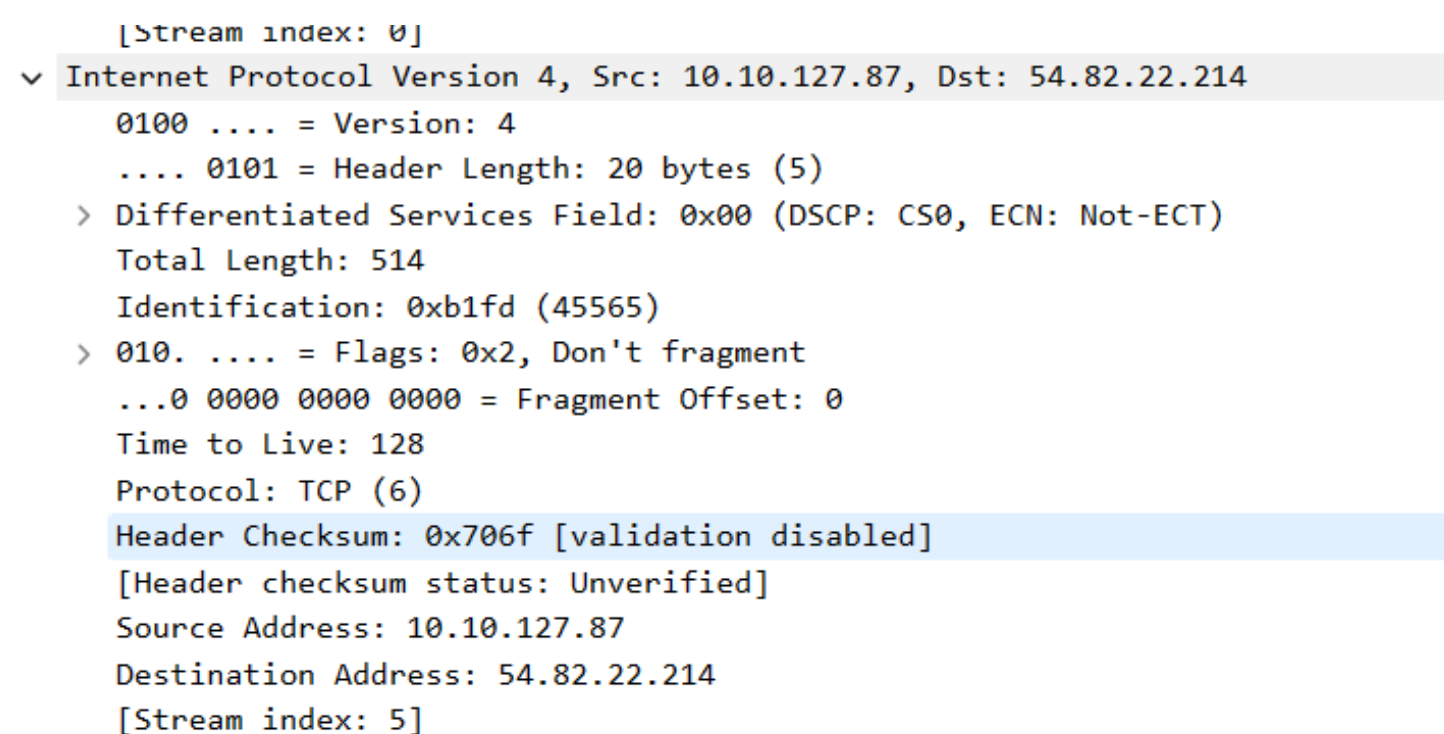 [Stream index: 0]
Internet Protocol Version 4, Src: 10.10.127.87, Dst: 54.82.22.214
0100 .... = Version: 4
.... 0101 = Header Length: 20 bytes (5)
Differentiated Services Field: 0x00 (DSCP: CS0, ECN: Not-ECT)
Total Length: 514
Identification: 0xb1fd (45565)
010. .... = Flags: 0x2, Don't fragment
...0 0000 0000 0000 = Fragment Offset: 0
Time to Live: 128
Protocol: TCP (6)
Header Checksum: 0x706f [validation disabled]
[Header checksum status: Unverified]
Source Address: 10.10.127.87
Destination Address: 54.82.22.214
[Stream index: 5]